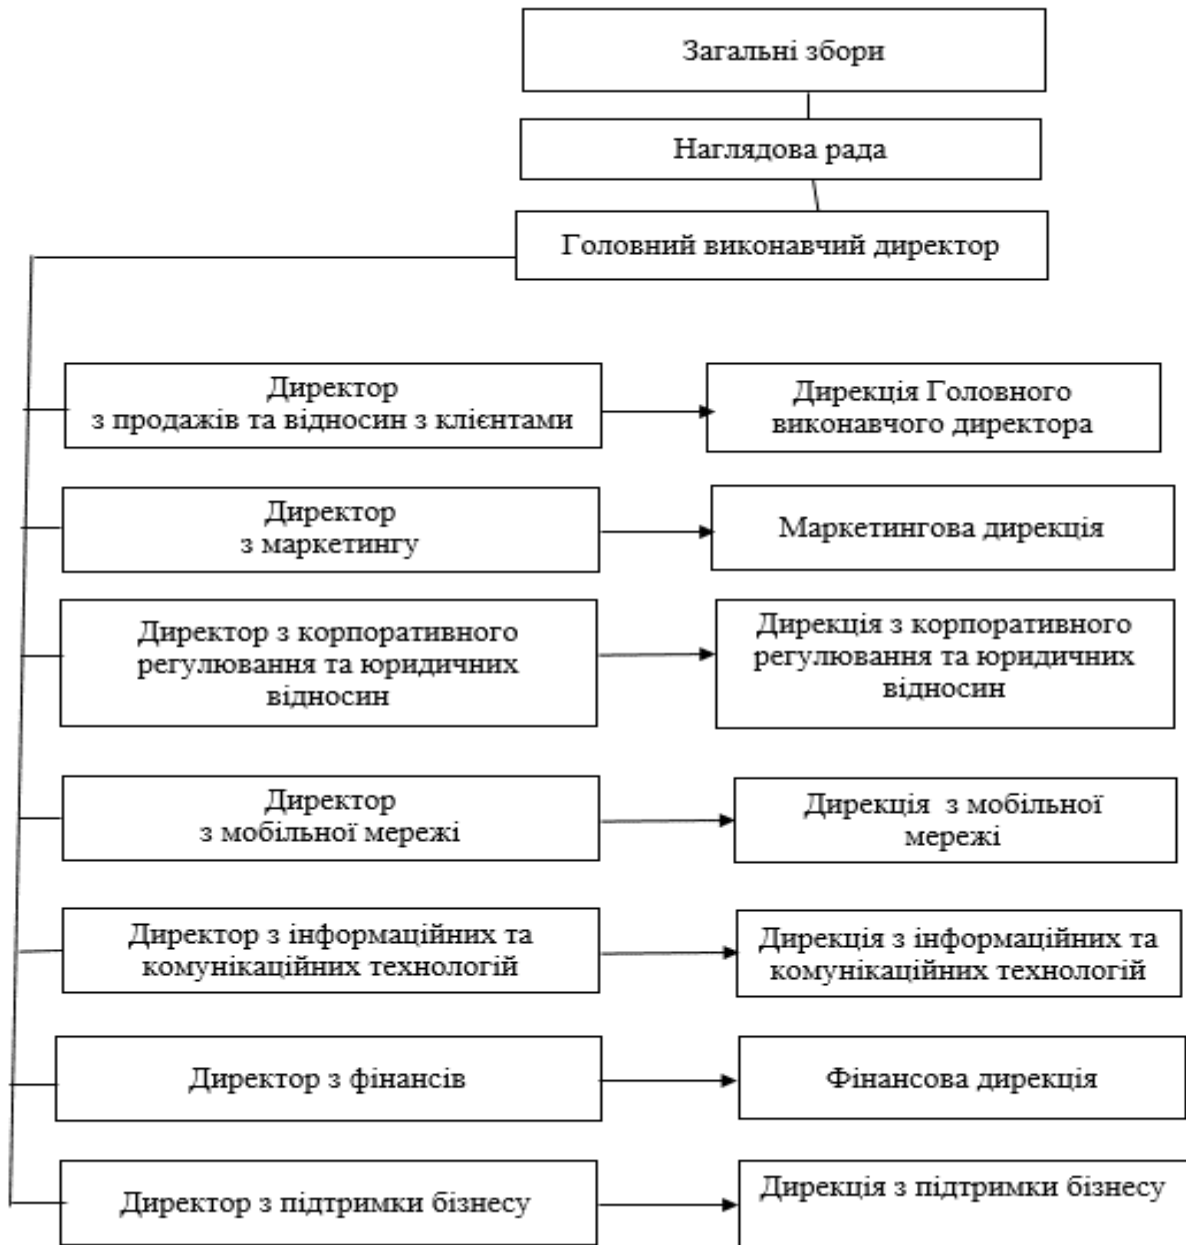 Загальні збори
Наглядова рада
Головний виконавчий директор
Директор
з продажів та відносин з клієнтами
Дирекція Головного
виконавчого директора
Директор
з маркетингу
Маркетингова дирекція
Директор з корпоративного
регулювання та юридичних
відносин
Дирекція з корпоративного
регулювання та юридичних
відносин
Директор
з мобільної мережі
Дирекція з мобільної
мережі
Директор з інформаційних та
комунікаційних технологій
Дирекція з інформаційних та
комунікаційних технологій
Директор з фінансів
Фінансова дирекція
Директор з підтримки бізнесу
Дирекція з підтримки бізнесу